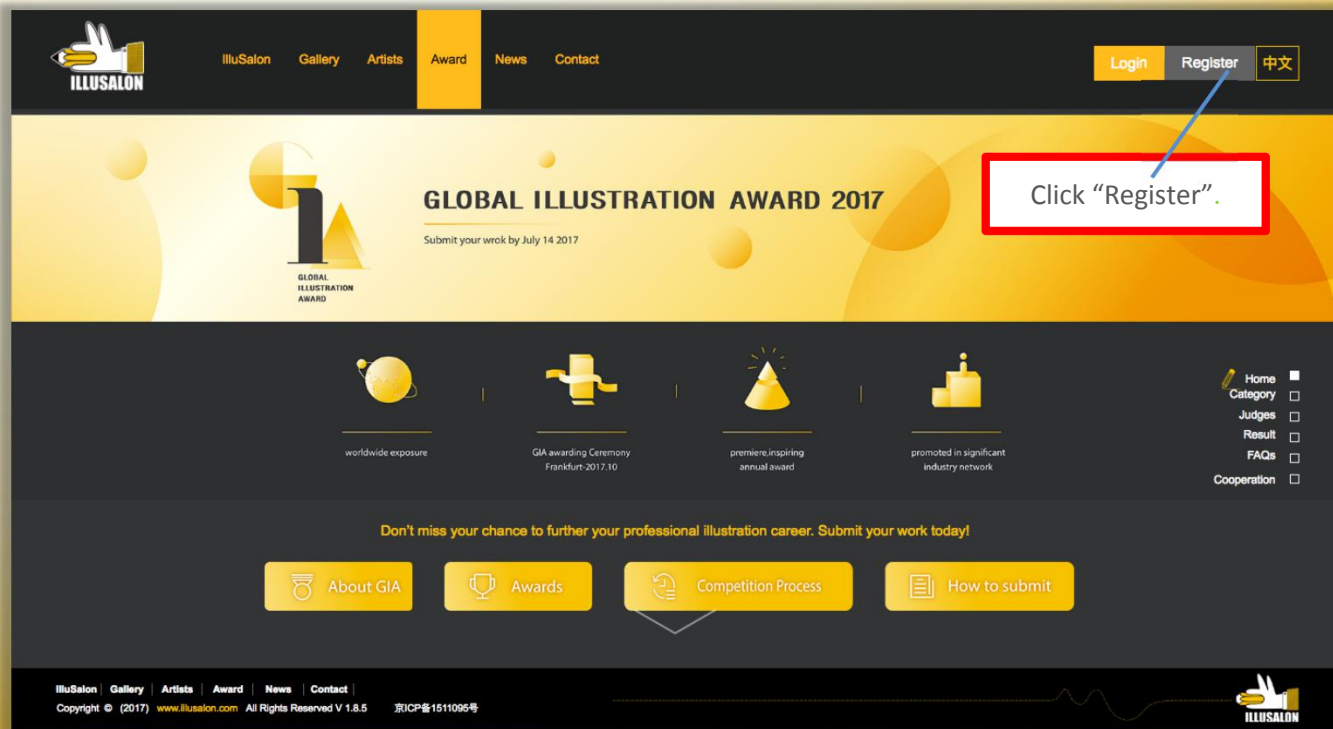 ILLUSALON
IlluSalon Gallery Artists Award News Contact
Login Register 中文
Click “Register”.
GLOBAL ILLUSTRATION AWARD 2017
Submit your wrok by July 14 2017
GLOBAL
ILLUSTRATION
AWARD
worldwide exposure
GIA awarding Ceremony
Frankfurt-2017.10
premiere,inspiring
annual award
promoted in significant
industry network
Home
Category
Judges
Result
FAQs
Cooperation
Don't miss your chance to further your professional illustration career. Submit your work today!
About GIA
Awards
Competition Process
How to submit
IlluSalon | Gallery | Artists | Award | News | Contact |
Copyright © (2017) www.illusalon.com All Rights Reserved V 1.8.5 京ICP备1511095号
ILLUSALON